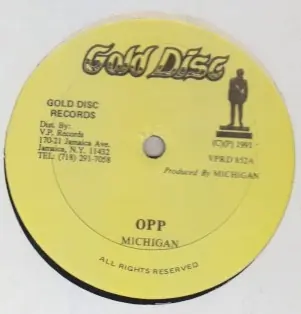 Gold Disc
GOLD DISC
RECORDS
Dist. By:
V.P. Records
170-21 Jamaica Ave.
Jamaica, N.Y. 11432
TEL: (718) 291-7058
(C)(P) 1991
VPRD 852A
Produced By MICHIGAN
OPP
MICHIGAN
ALL RIGHTS RESERVED